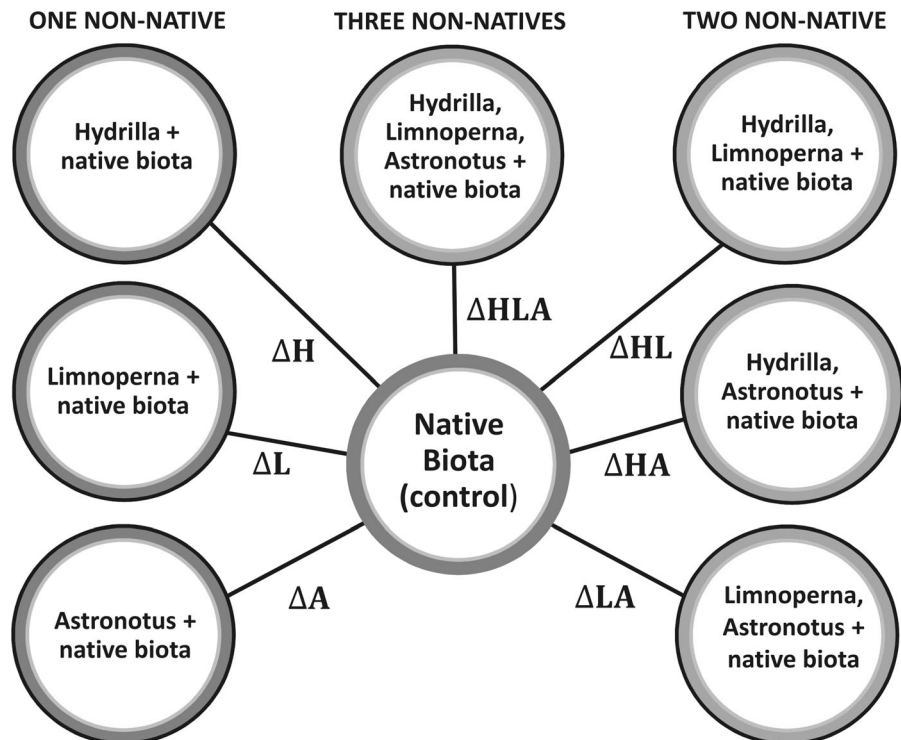 ONE NON-NATIVE
THREE NON-NATIVES
TWO NON-NATIVE
Hydrilla +
native biota
Hydrilla,
Limnoperna,
Astronotus +
native biota
Hydrilla,
Limnoperna +
native biota
ΔH
ΔHLA
ΔHL
Limnoperna +
native biota
Native
Biota
(control)
Hydrilla,
Astronotus +
native biota
ΔL
ΔHA
Astronotus +
native biota
ΔA
ΔLA
Limnoperna,
Astronotus +
native biota